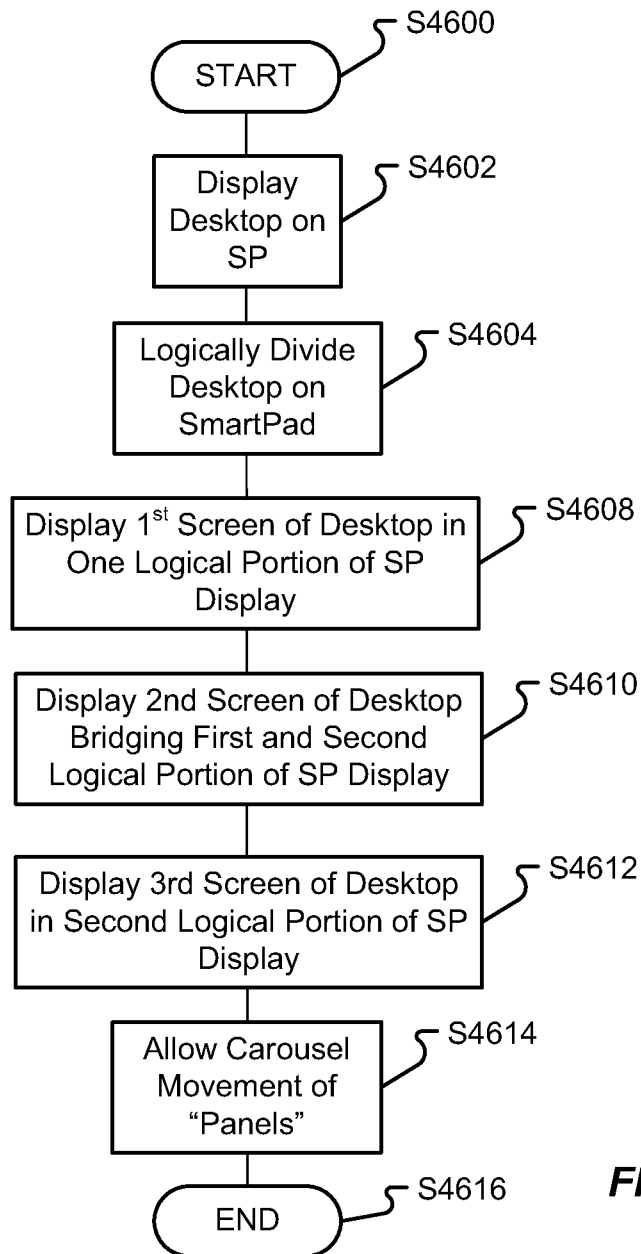 S4600
START
S4602
Display
Desktop on
SP
S4604
Logically Divide
Desktop on
SmartPad
S4608
Display 1st Screen of Desktop in
One Logical Portion of SP
Display
S4610
Display 2nd Screen of Desktop
Bridging First and Second
Logical Portion of SP Display
S4612
Display 3rd Screen of Desktop
in Second Logical Portion of SP
Display
S4614
Allow Carousel
Movement of
“Panels”
S4616
END